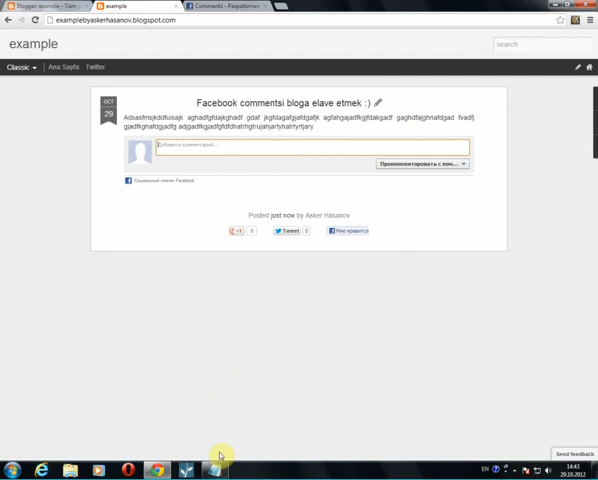 Blogger: example - Tüm y
example
Comments - Разработчик
examplebyaskerhasanov.blogspot.com
example
search
Classic
Ana Sayfa
Twitter
OCT
29
Facebook commentsi bloga elave etmek :)
Adsasfmsjkddfuisajk aghadfgfdajkghadf gdaf jkgfdagafgjafdgafjk agfahgajadfkgjfdakgadf gaghdfajghnafdgad fvadfj
gjadfkghafdgjadfg adjgadfkgjadfgfdfdhatrhgfrujahjartyhatrtyrtjary
Добавить комментарий...
Прокомментировать с пом...
Социальный плагин Facebook
Posted just now by Asker Hasanov
+1
0
Tweet
0
Мне нравится
Send feedback
EN
14:43
29.10.2012